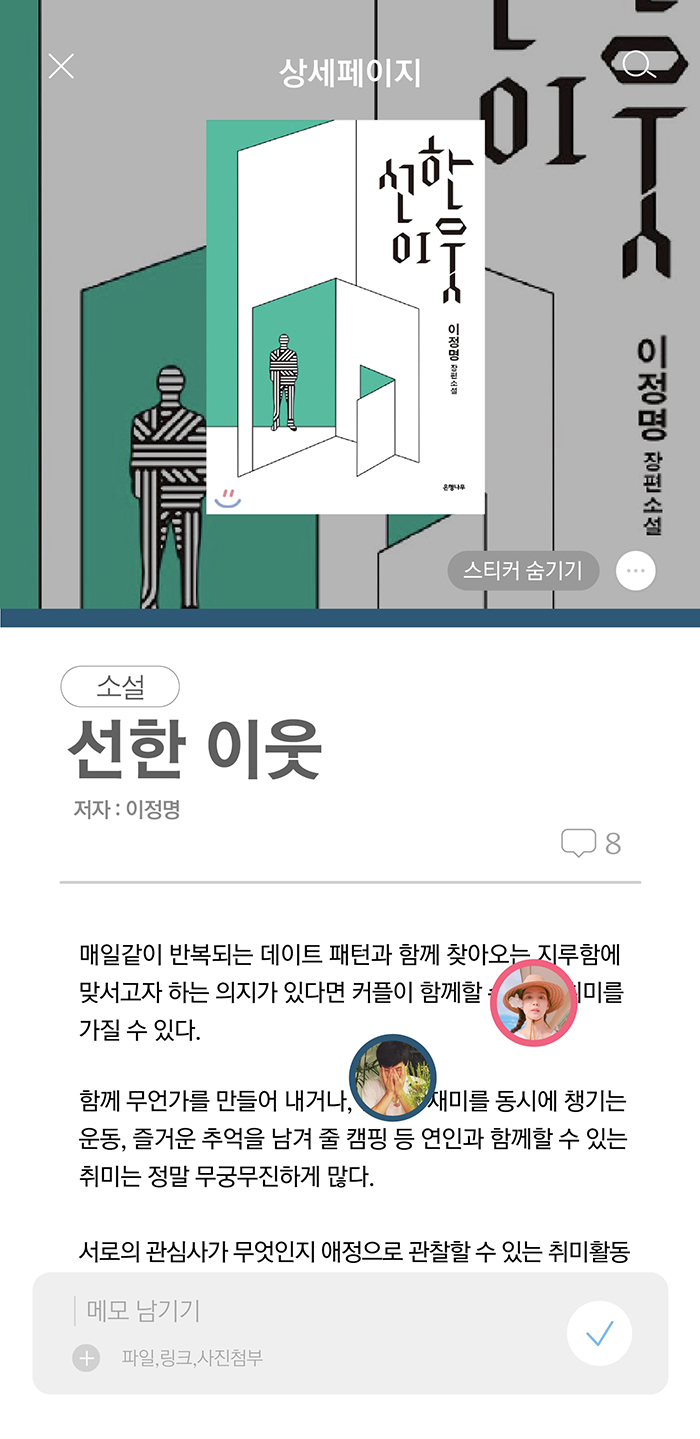 상세페이지
이웃
이정명 장편소설
선한
이웃
이정명 장편소설
은행나무
스티커 숨기기
소설
선한 이웃
저자 : 이정명
8
매일같이 반복되는 데이트 패턴과 함께 찾아오는 지루함에
맞서고자 하는 의지가 있다면 커플이 함께할 취미를
가질 수 있다.
함께 무언가를 만들어 내거나, 재미를 동시에 챙기는
운동, 즐거운 추억을 남겨 줄 캠핑 등 연인과 함께할 수 있는
취미는 정말 무궁무진하게 많다.
서로의 관심사가 무엇인지 애정으로 관찰할 수 있는 취미활동
메모 남기기
파일,링크,사진첨부